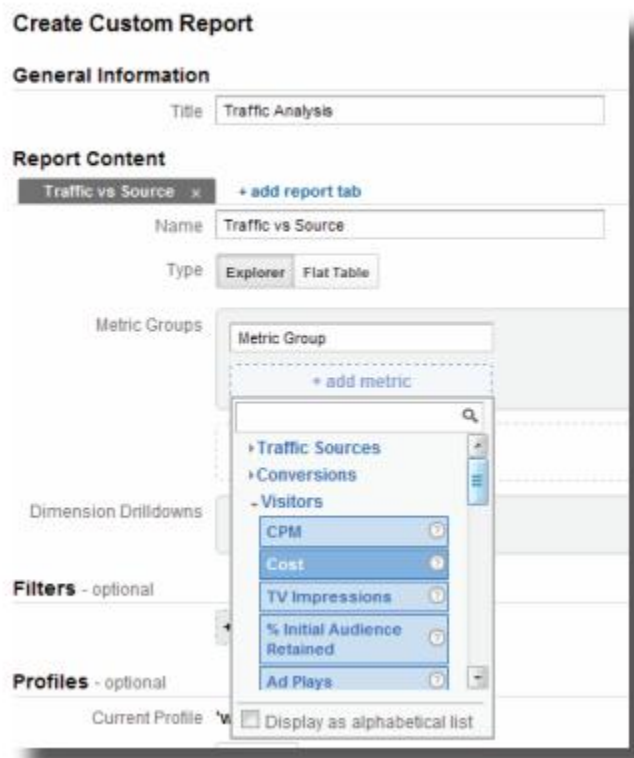 Create Custom Report
General Information
Title Traffic Analysis
Report Content
Traffic vs Source x + add report tab
Name Traffic vs Source
Type Explorer Flat Table
Metric Groups
Metric Group
+ add metric
Traffic Sources
Conversions
Visitors
CPM
Cost
TV Impressions
% Initial Audience
Retained
Ad Plays
Display as alphabetical list
Dimension Drilldowns
Filters - optional
+
Profiles - optional
Current Profile 'w